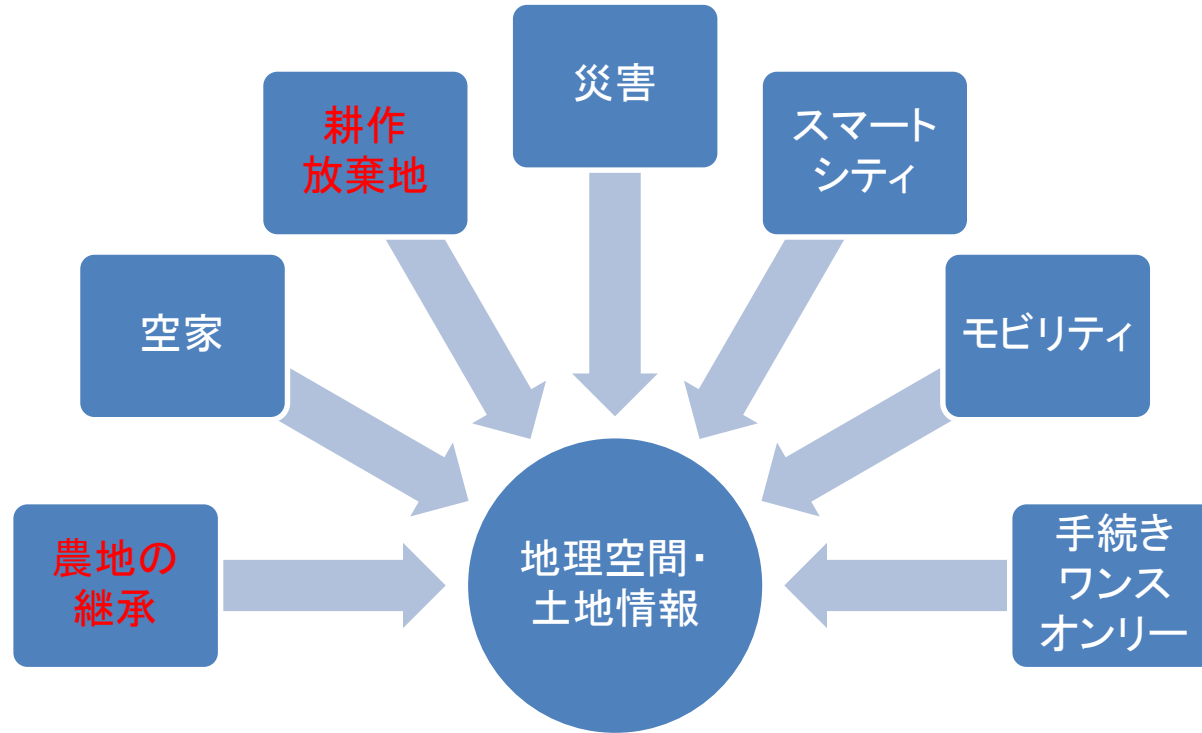 災害
耕作
放棄地
スマート
シティ
空家
モビリティ
農地の
継承
地理空間・
土地情報
手続き
ワンス
オンリー